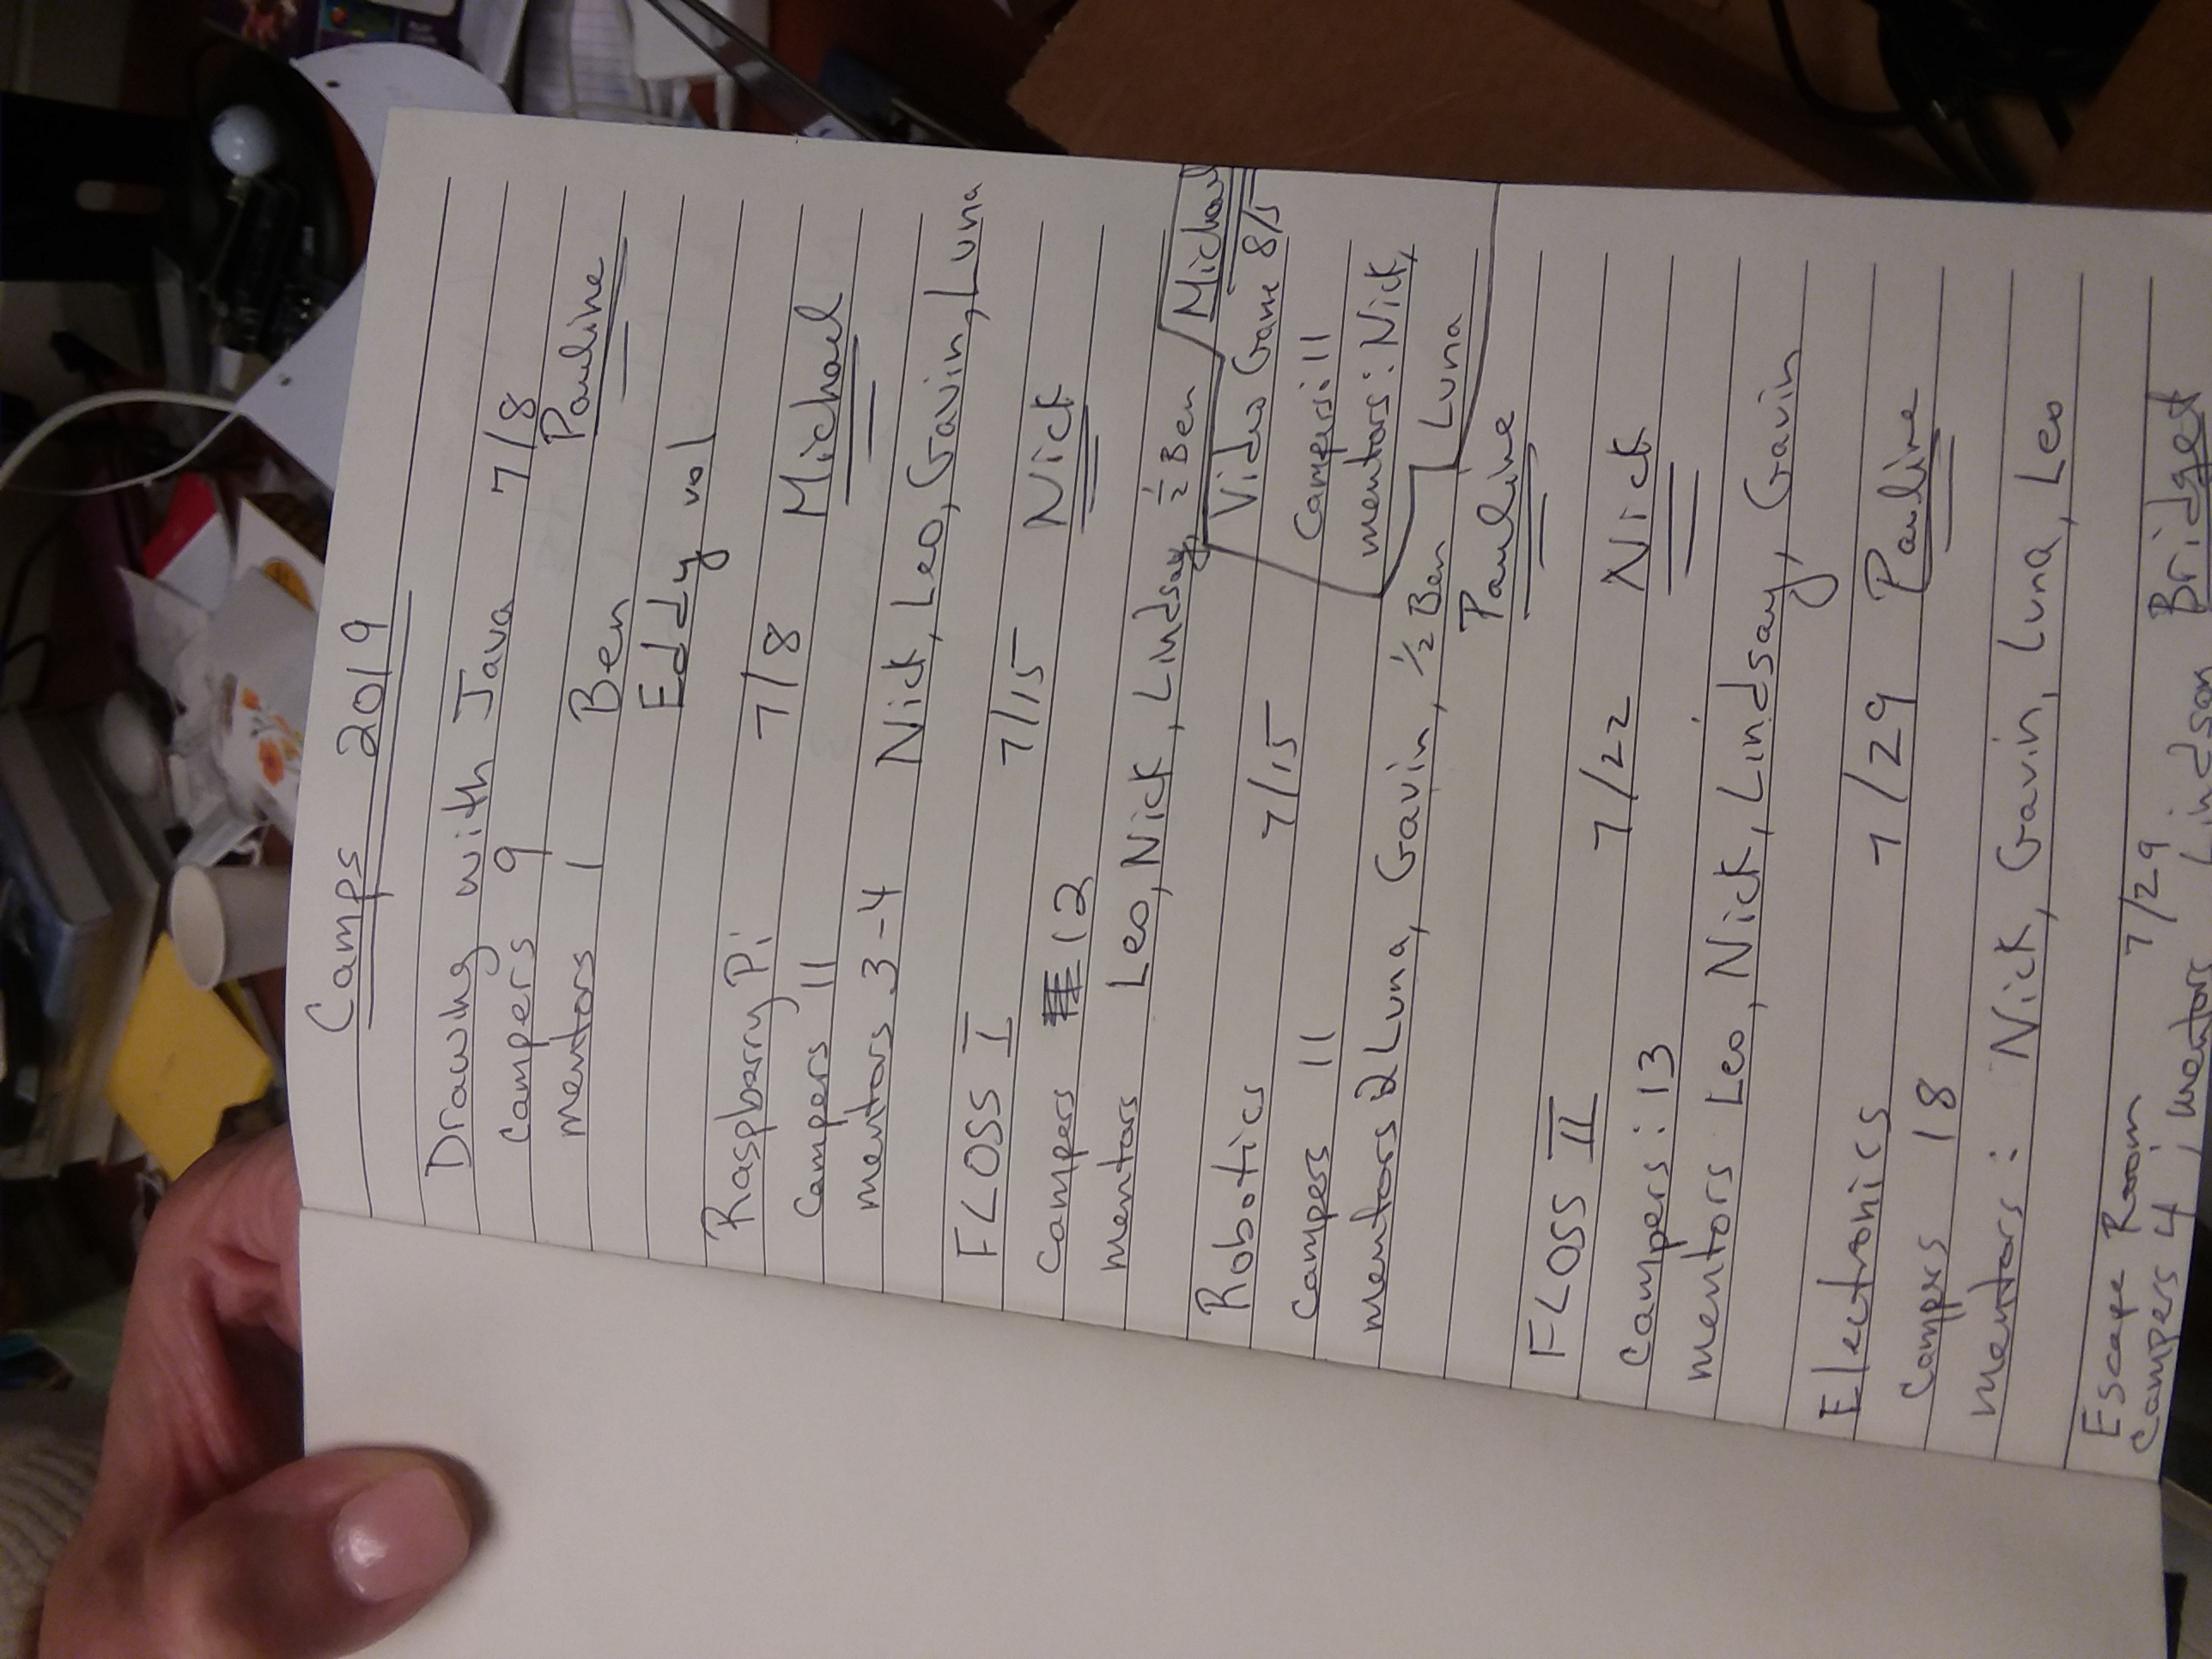 Camps 2019
Drawing with Java 7/8
campers 9 Pauline
mentors 1 Ben
Eddy vol
Raspberry Pi 7/8 Michael
campers 11
mentors 3-4 Nick, Leo, Gavin, Luna
FLOSS I 7/15 Nick
campers 12
mentors Leo, Nick, Lindsay, ½ Ben
Robotics 7/15
campers 11
mentors 2 Luna, Gavin, ½ Ben
Pauline
Michael
Video Game 8/5
Campers: 11
mentors: Nick,
Luna
FLOSS II 7/22 Nick
campers: 13
mentors Leo, Nick, Lindsay, Gavin
Electronics 7/29 Pauline
campers 18
mentors: Nick, Gavin, Luna, Leo
Escape Room 7/29 Bridget
campers 4; mentors Lindsay